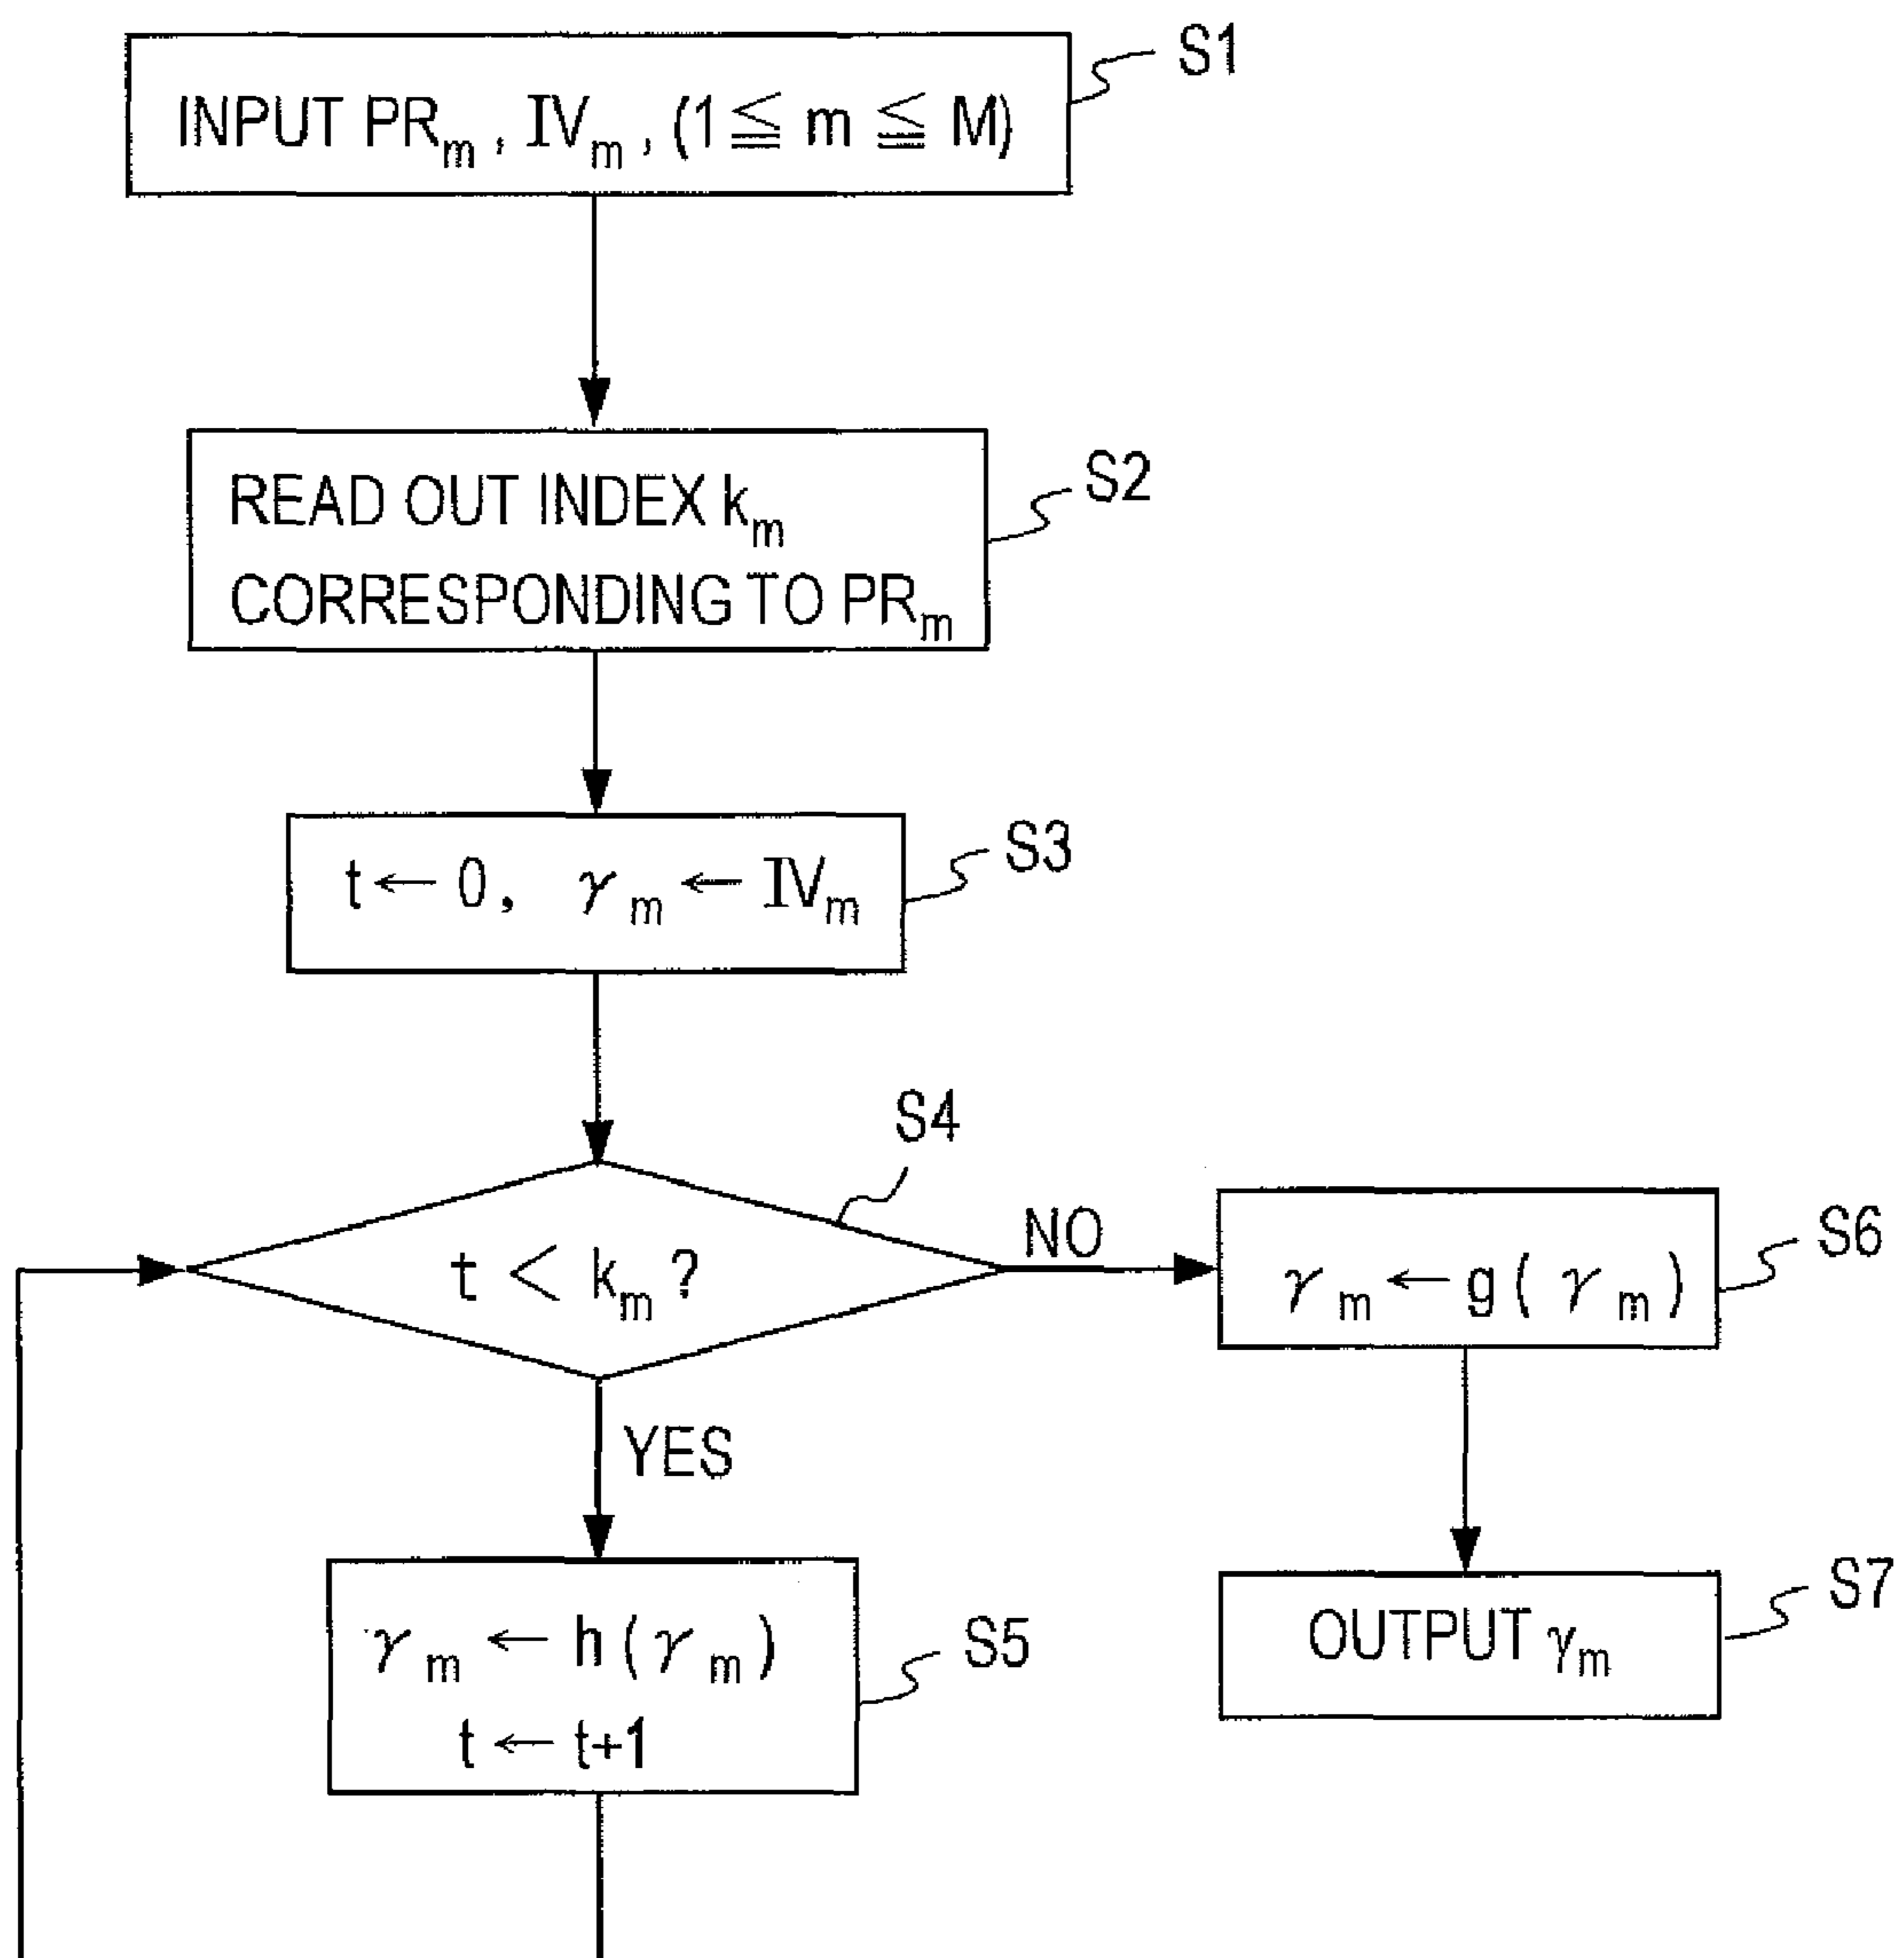 S1
INPUT PRₘ, IVₘ, (1 ≦ m ≦ M)
S2
READ OUT INDEX kₘ
CORRESPONDING TO PRₘ
S3
t ← 0, γₘ ← IVₘ
S4
t < kₘ ?
NO
S6
γₘ ← g ( γₘ )
YES
S5
γₘ ← h ( γₘ )
t ← t+1
S7
OUTPUT γₘ